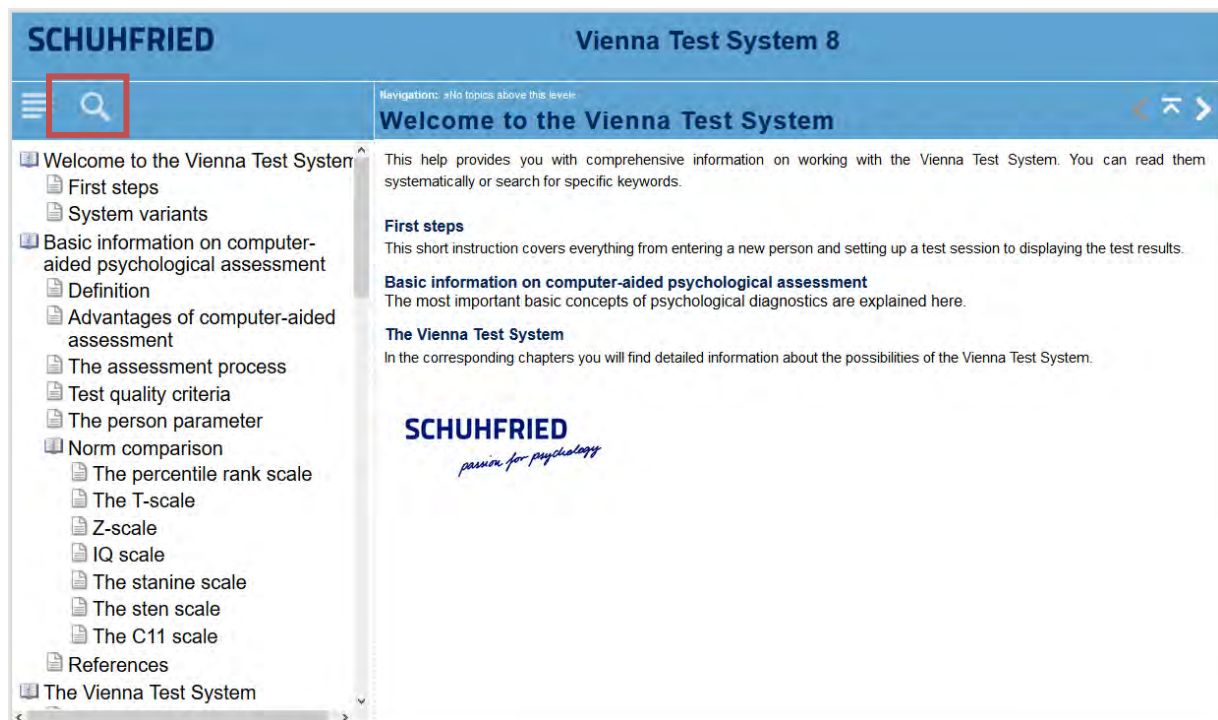 SCHUHFRIED
Vienna Test System 8
Navigation: »No topics above this level«
Welcome to the Vienna Test System
Welcome to the Vienna Test System
First steps
System variants
Basic information on computer-
aided psychological assessment
Definition
Advantages of computer-aided
assessment
The assessment process
Test quality criteria
The person parameter
Norm comparison
The percentile rank scale
The T-scale
Z-scale
IQ scale
The stanine scale
The sten scale
The C11 scale
References
The Vienna Test System
This help provides you with comprehensive information on working with the Vienna Test System. You can read them
systematically or search for specific keywords.
First steps
This short instruction covers everything from entering a new person and setting up a test session to displaying the test results.
Basic information on computer-aided psychological assessment
The most important basic concepts of psychological diagnostics are explained here.
The Vienna Test System
In the corresponding chapters you will find detailed information about the possibilities of the Vienna Test System.
SCHUHFRIED
passion for psychology